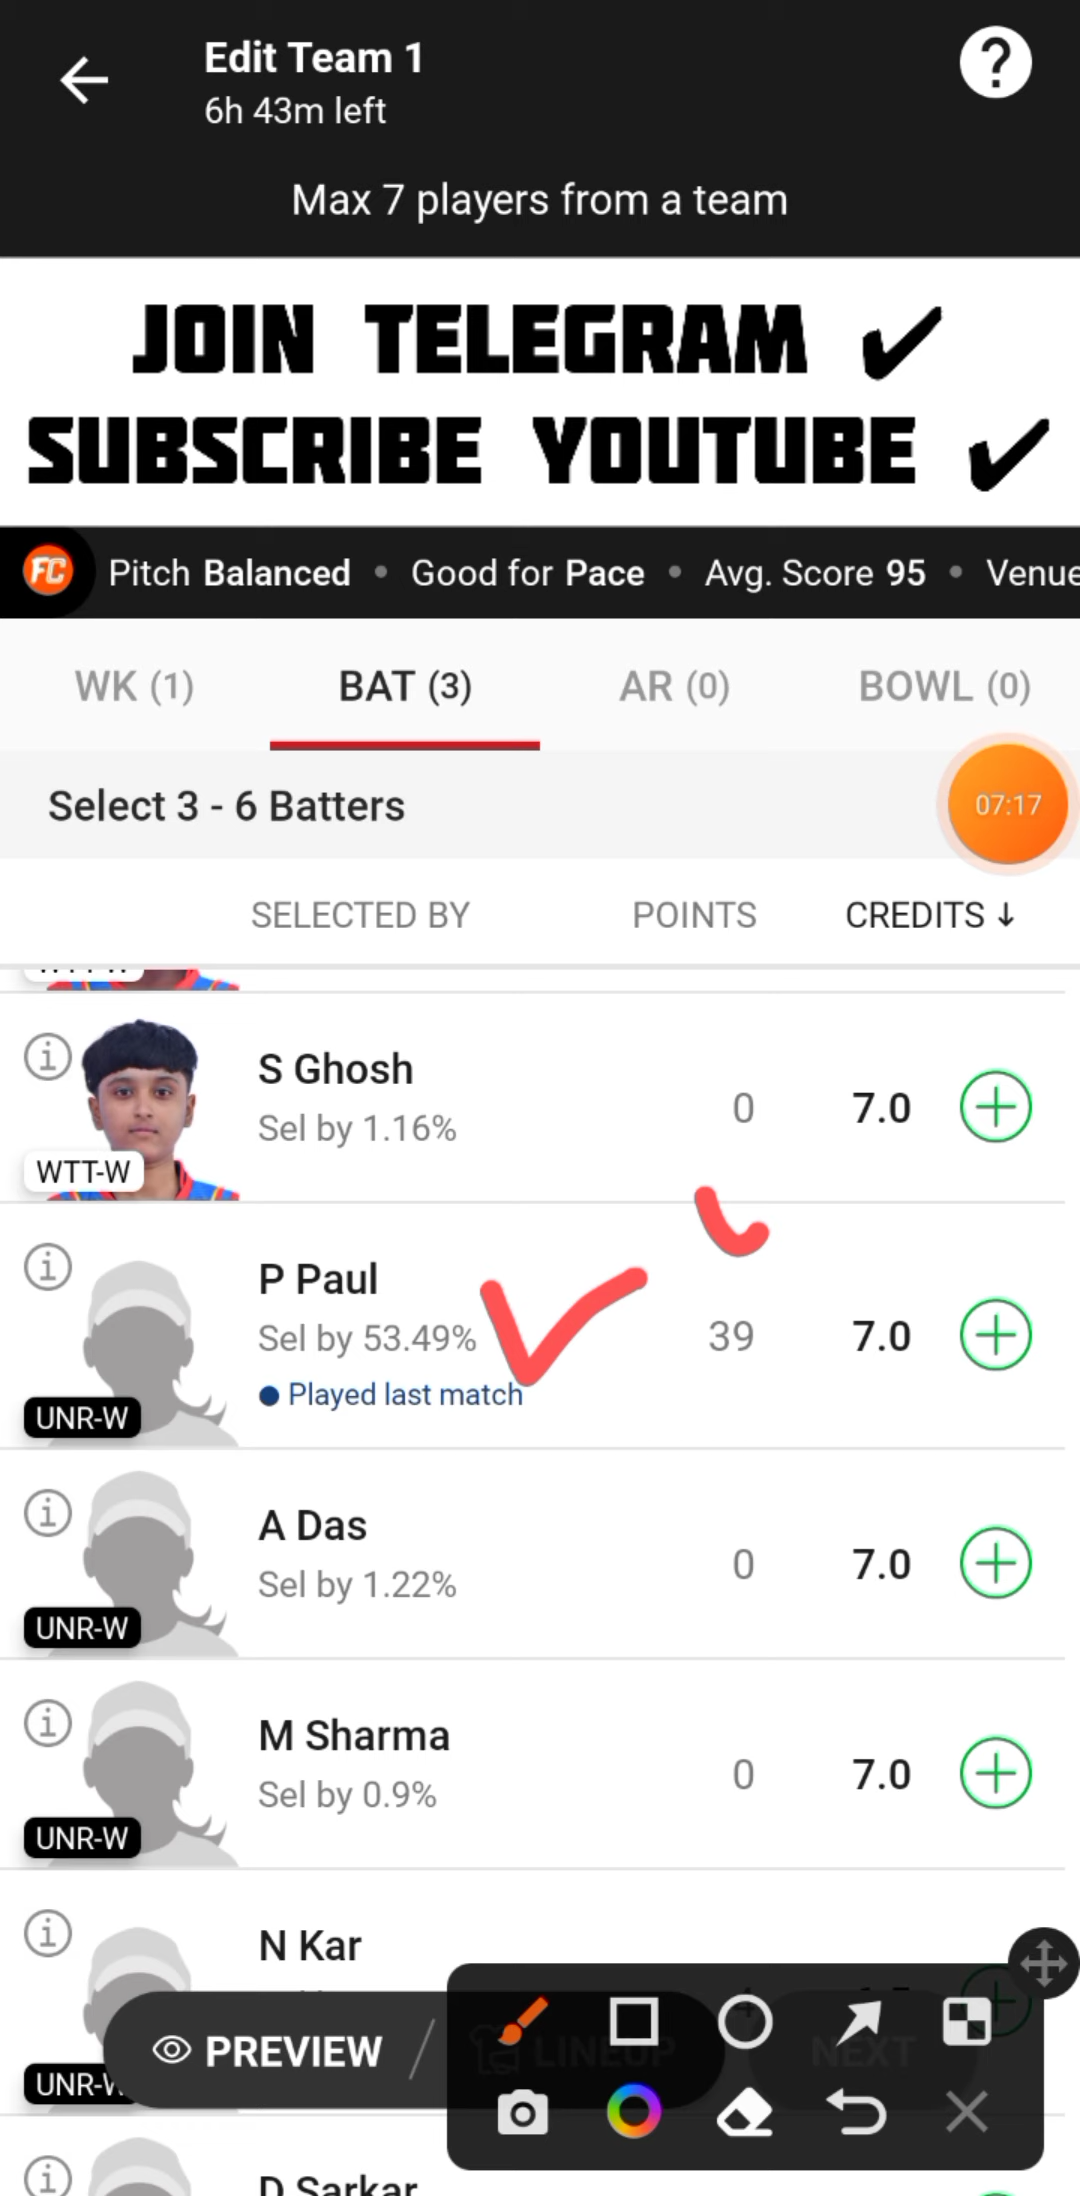 Edit Team 1
6h 43m left
Max 7 players from a team
JOIN TELEGRAM ✔
SUBSCRIBE YOUTUBE ✔
FC Pitch Balanced • Good for Pace • Avg. Score 95 • Venue
WK (1) BAT (3) AR (0) BOWL (0)
Select 3 - 6 Batters
07:17
SELECTED BY POINTS CREDITS ↓
S Ghosh
Sel by 1.16% 0 7.0
WTT-W
P Paul
Sel by 53.49% 39 7.0
Played last match
UNR-W
A Das
Sel by 1.22% 0 7.0
UNR-W
M Sharma
Sel by 0.9% 0 7.0
UNR-W
N Kar
PREVIEW / LINEUP NEXT
UNR-W
D Sarkar